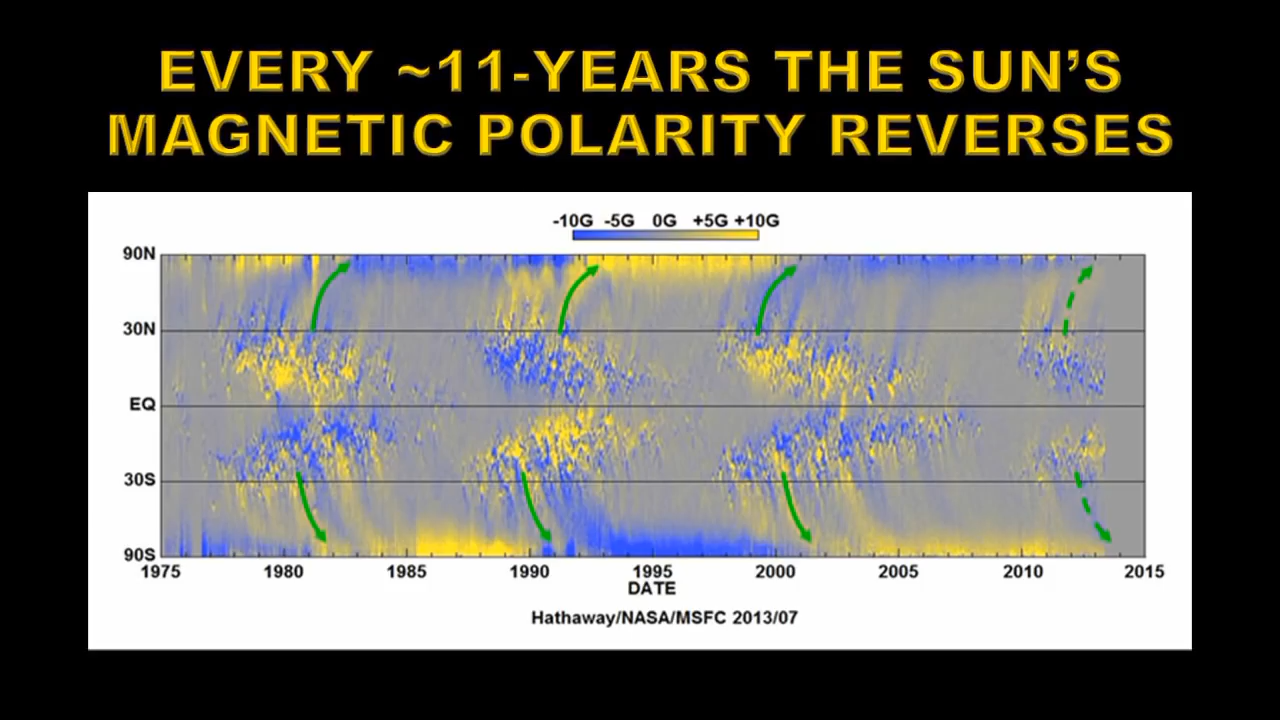 EVERY ~11-YEARS THE SUN'S
MAGNETIC POLARITY REVERSES
-10G -5G 0G +5G +10G
90N
30N
EQ
30S
90S
1975 1980 1985 1990 1995 2000 2005 2010 2015
DATE
Hathaway/NASA/MSFC 2013/07